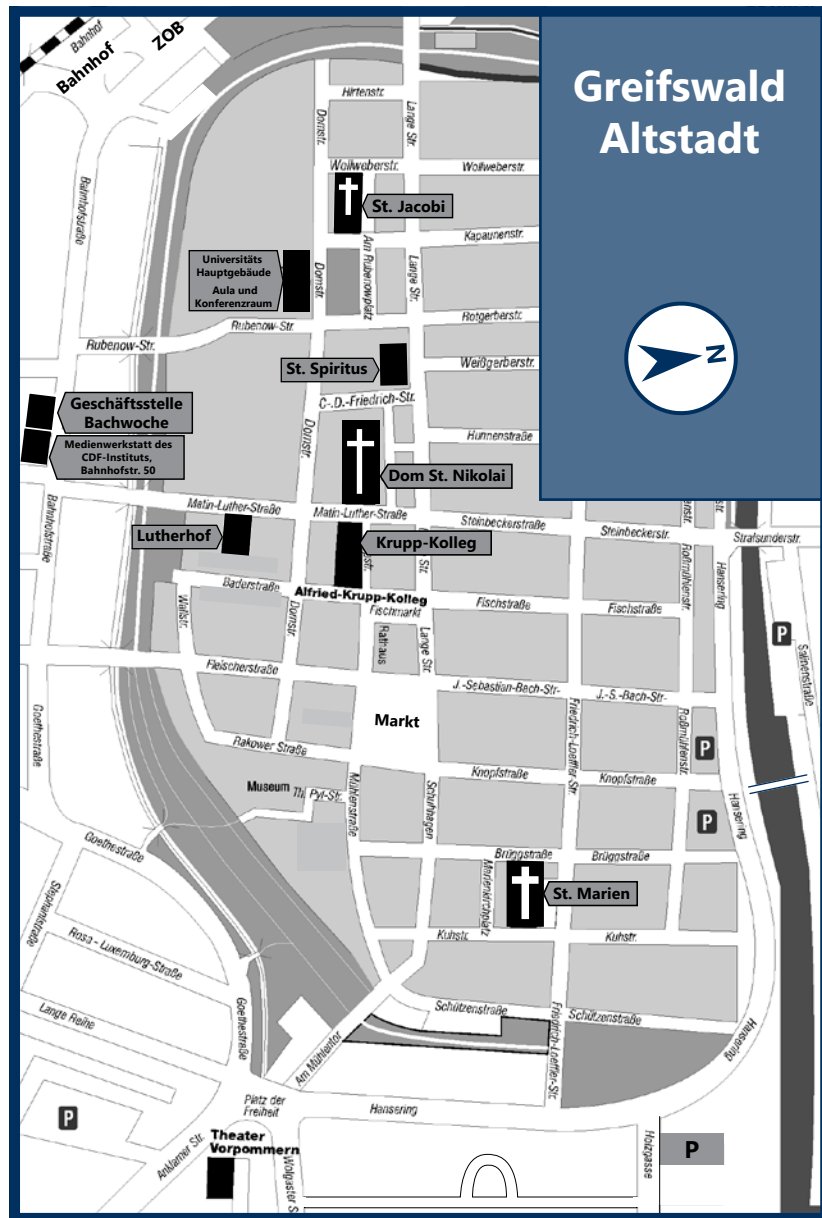 Bahnhof
Bahnhof
ZOB
Greifswald
Altstadt
N
Hirtenstr.
Domstr.
Lange Str.
Wollweberstr.
Wollweberstr.
Bahnhofstraße
St. Jacobi
Kapaunenstr.
Universitäts
Hauptgebäude
Aula und
Konferenzraum
Domstr.
Am Rubenowplatz
Lange Str.
Rotgerberstr.
Rubenow-Str.
Rubenow-Str.
St. Spiritus
Weißgerberstr.
C-.D.-Friedrich-Str.
Geschäftsstelle
Bachwoche
Medienwerkstatt des
CDF-Instituts,
Bahnhofstr. 50
Domstr.
Hunnenstraße
Dom St. Nikolai
Bahnhofstraße
Matin-Luther-Straße
Matin-Luther-Straße
Steinbeckerstraße
Steinbeckerstr.
Stralsunderstr.
Lutherhof
Krupp-Kolleg
Roßmühlenstr.
Hansering
Baderstraße
Alfried-Krupp-Kolleg
Fischmarkt
Fischstraße
Fischstraße
Wallstr.
Domstr.
Rathaus
Lange Str.
P
Salinenstraße
Fleischerstraße
J.-Sebastian-Bach-Str-
J.-S.-Bach-Str-
Goethestraße
Markt
Friedrich-Loeffler-Str
Roßmühlenstr.
P
Rakower Straße
Knopfstraße
Knopfstraße
Museum
Th
Pyl-Str.
Mühlenstraße
Schuhhagen
Hansering
P
Goethestraße
Brüggstraße
Brüggstraße
Marienkirchplatz
St. Marien
Stephanistraße
Rosa - Luxemburg-Straße
Kuhstr.
Kuhstr.
Lange Reihe
Goethestraße
Schützenstraße
Friedrich-Loeffler-Str.
Schützenstraße
Hansering
Am Mühlentor
Platz der
Freiheit
Hansering
P
Anklamer Str.
Theater
Vorpommern
Wolgaster S
Holzgasse
P